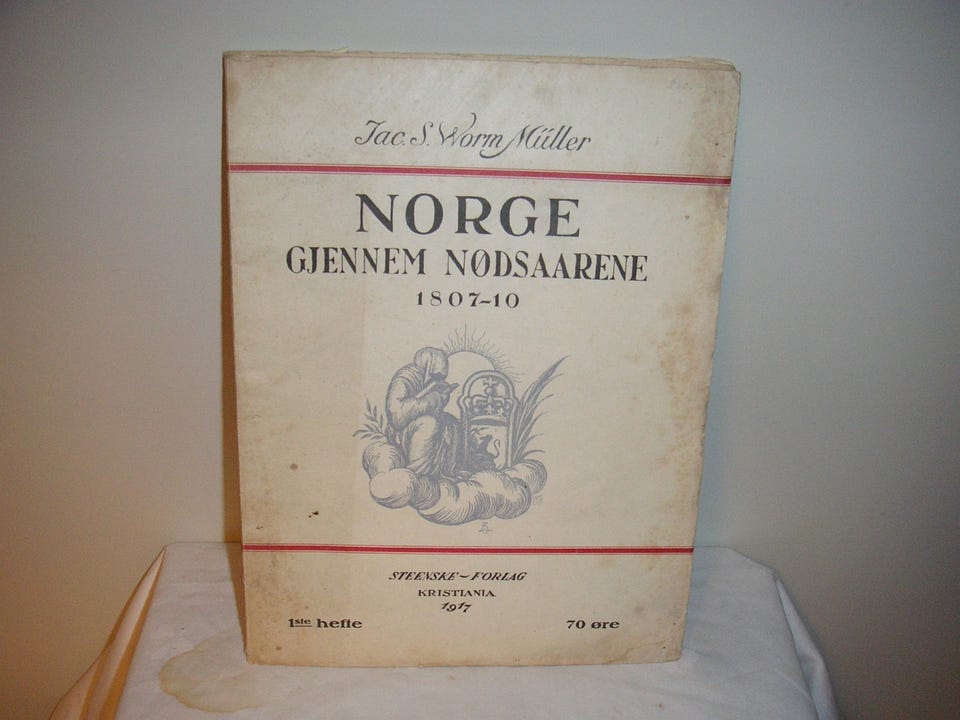 Jac. S. Worm Müller
NORGE
GJENNEM NØDSAARENE
1807-10
STEENSKE - FORLAG
KRISTIANIA
1917
1ste hefte
70 øre